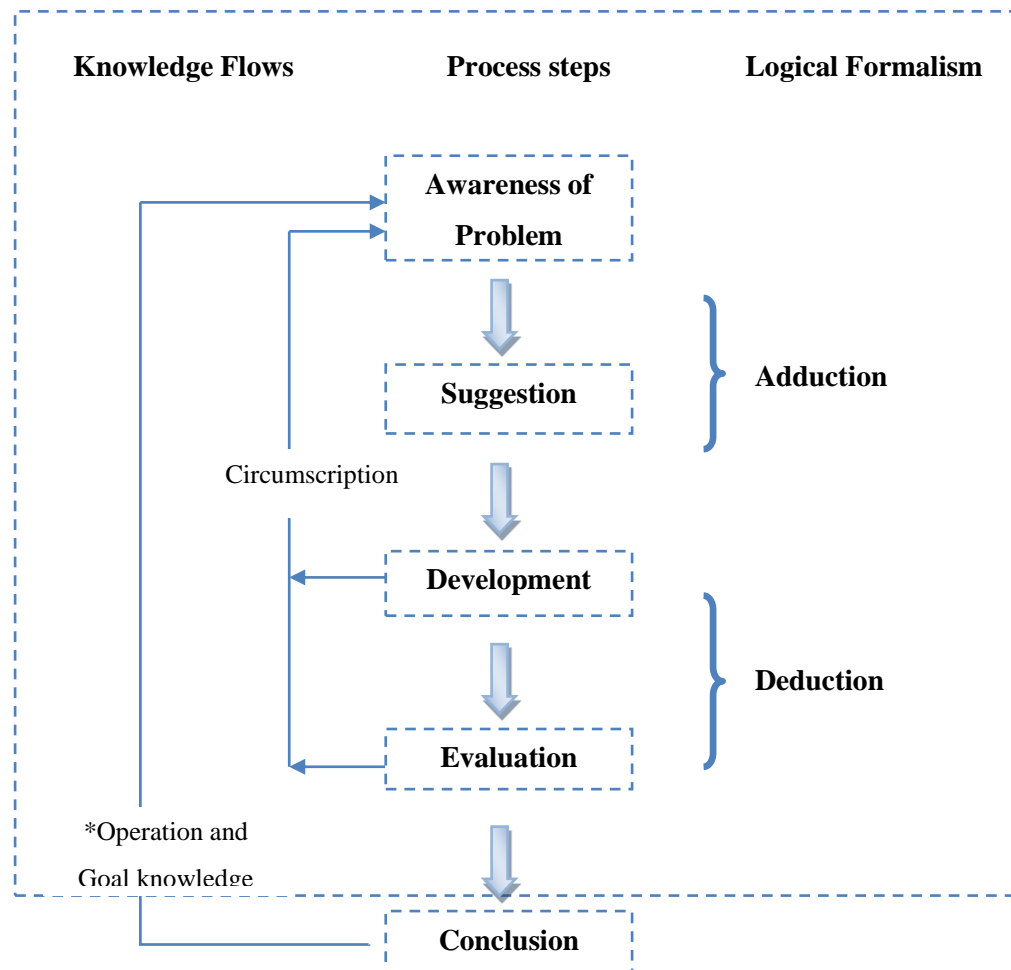 Knowledge Flows
Process steps
Logical Formalism
Awareness of
Problem
Suggestion
Adduction
Circumscription
Development
Deduction
Evaluation
*Operation and
Goal knowledge
Conclusion